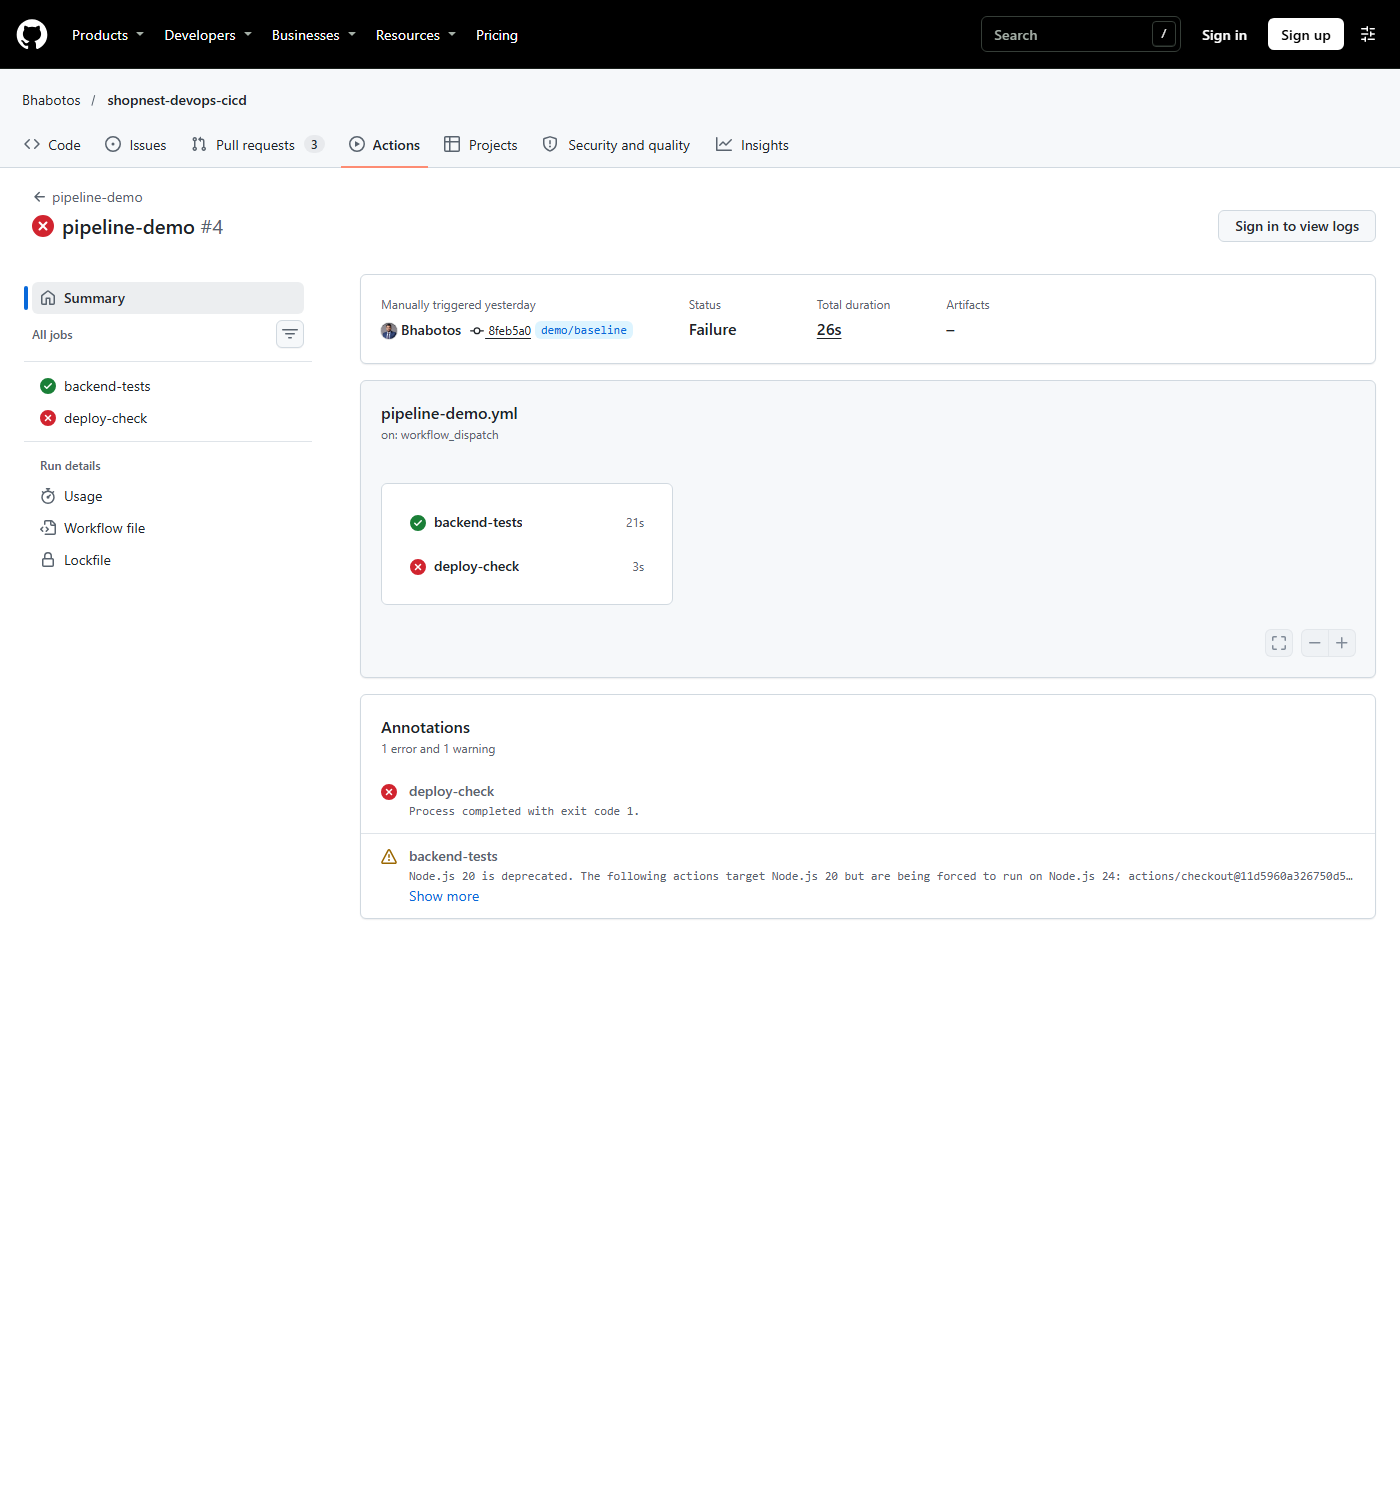 Products Developers Businesses Resources Pricing Search / Sign in Sign up
Bhabotos / shopnest-devops-cicd
Code Issues Pull requests 3 Actions Projects Security and quality Insights
pipeline-demo
pipeline-demo #4
Sign in to view logs
Summary
All jobs
backend-tests
deploy-check
Run details
Usage
Workflow file
Lockfile
Manually triggered yesterday Status Total duration Artifacts
Bhabotos 8feb5a0 demo/baseline Failure 26s –
pipeline-demo.yml
on: workflow_dispatch
backend-tests 21s
deploy-check 3s
Annotations
1 error and 1 warning
deploy-check
Process completed with exit code 1.
backend-tests
Node.js 20 is deprecated. The following actions target Node.js 20 but are being forced to run on Node.js 24: actions/checkout@11d5960a326750d5…
Show more